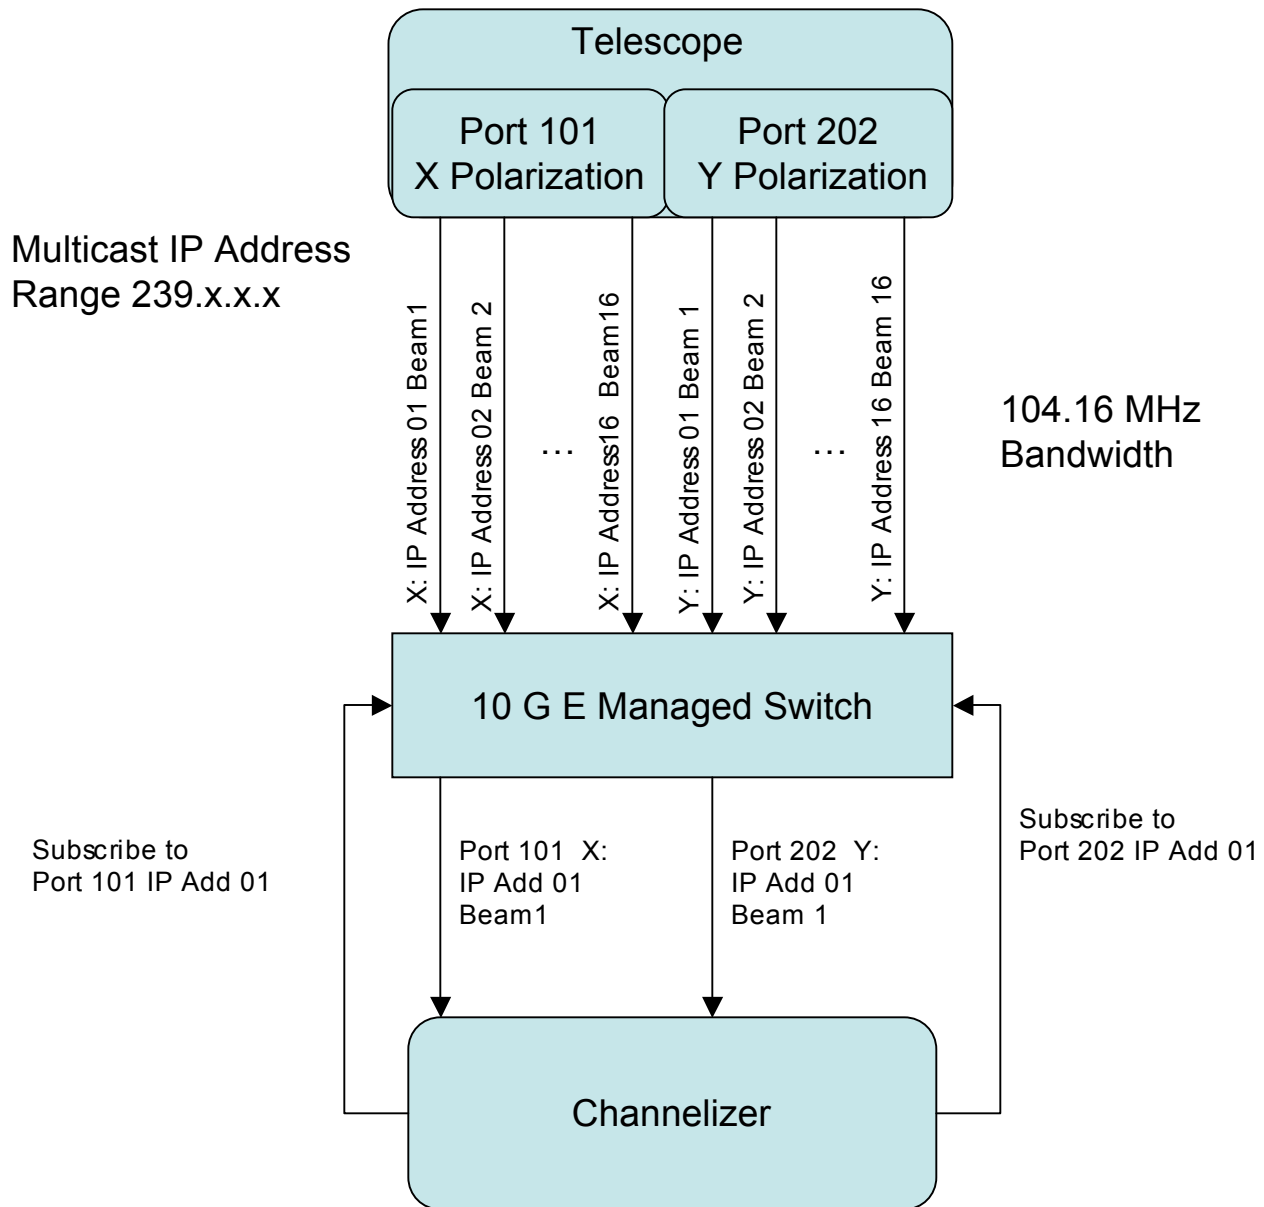 Telescope
Port 101
X Polarization
Port 202
Y Polarization
Multicast IP Address
Range 239.x.x.x
X: IP Address 01 Beam1
X: IP Address 02 Beam 2
...
X: IP Address16 Beam16
Y: IP Address 01 Beam 1
Y: IP Address 02 Beam 2
...
Y: IP Address 16 Beam 16
104.16 MHz
Bandwidth
10 G E Managed Switch
Subscribe to
Port 101 IP Add 01
Port 101 X:
IP Add 01
Beam1
Port 202 Y:
IP Add 01
Beam 1
Subscribe to
Port 202 IP Add 01
Channelizer